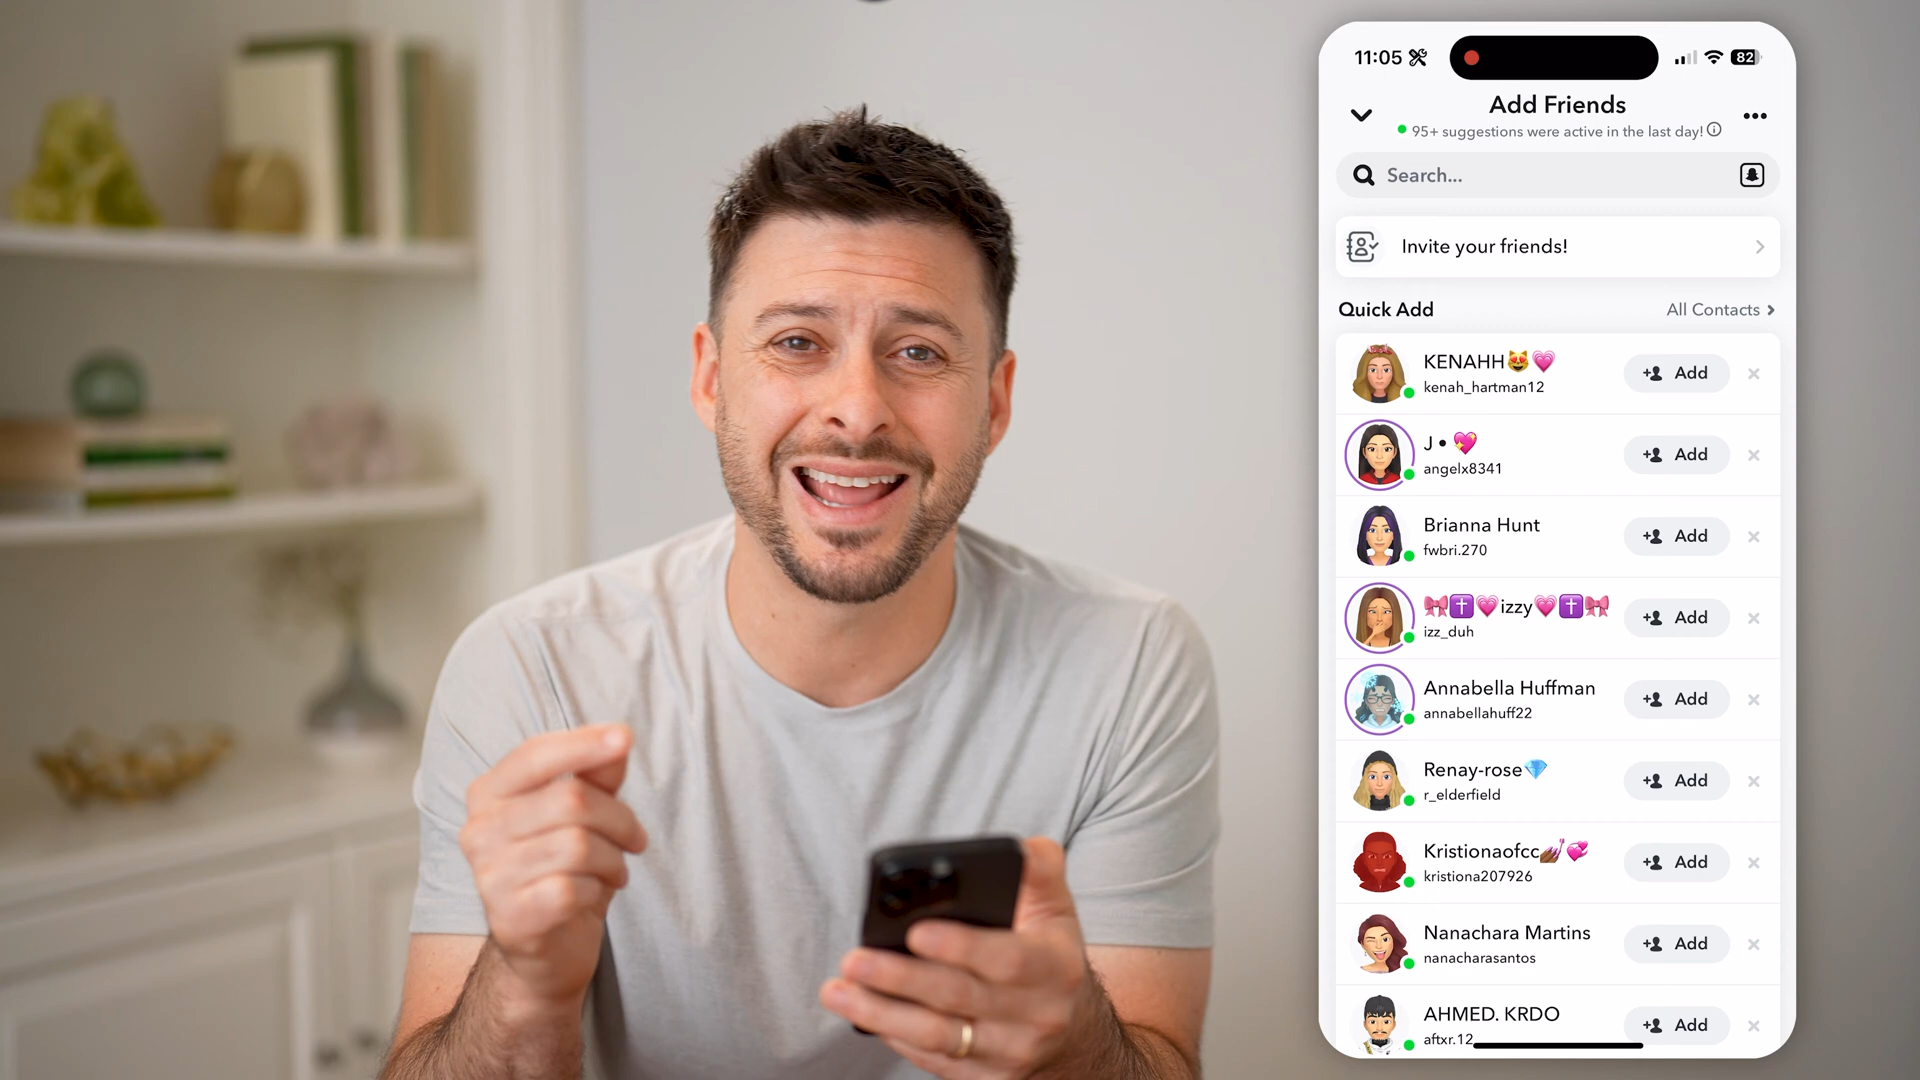 11:05
82
Add Friends
95+ suggestions were active in the last day!
Search...
Invite your friends!
Quick Add
All Contacts
KENAHH😻💗
kenah_hartman12
Add
J • 💖
angelx8341
Add
Brianna Hunt
fwbri.270
Add
🎀✝️💗izzy💗✝️🎀
izz_duh
Add
Annabella Huffman
annabellahuff22
Add
Renay-rose💎
r_elderfield
Add
Kristionaofcc💅🏾💞
kristiona207926
Add
Nanachara Martins
nanacharasantos
Add
AHMED. KRDO
aftxr.12
Add